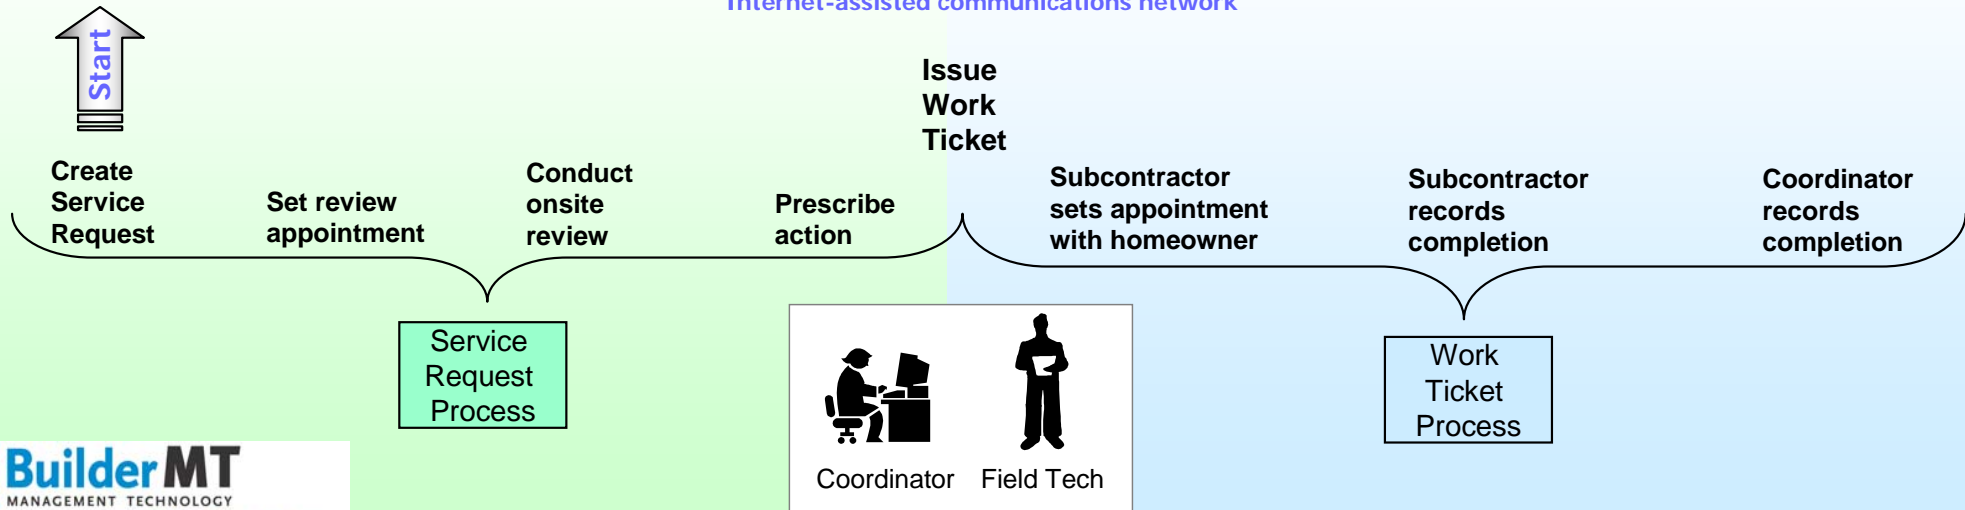 Internet-assisted communications network
Start
Issue
Work
Ticket
Create
Service
Request
Set review
appointment
Conduct
onsite
review
Prescribe
action
Subcontractor
sets appointment
with homeowner
Subcontractor
records
completion
Coordinator
records
completion
Service
Request
Process
Coordinator
Field Tech
Work
Ticket
Process
BuilderMT
MANAGEMENT TECHNOLOGY